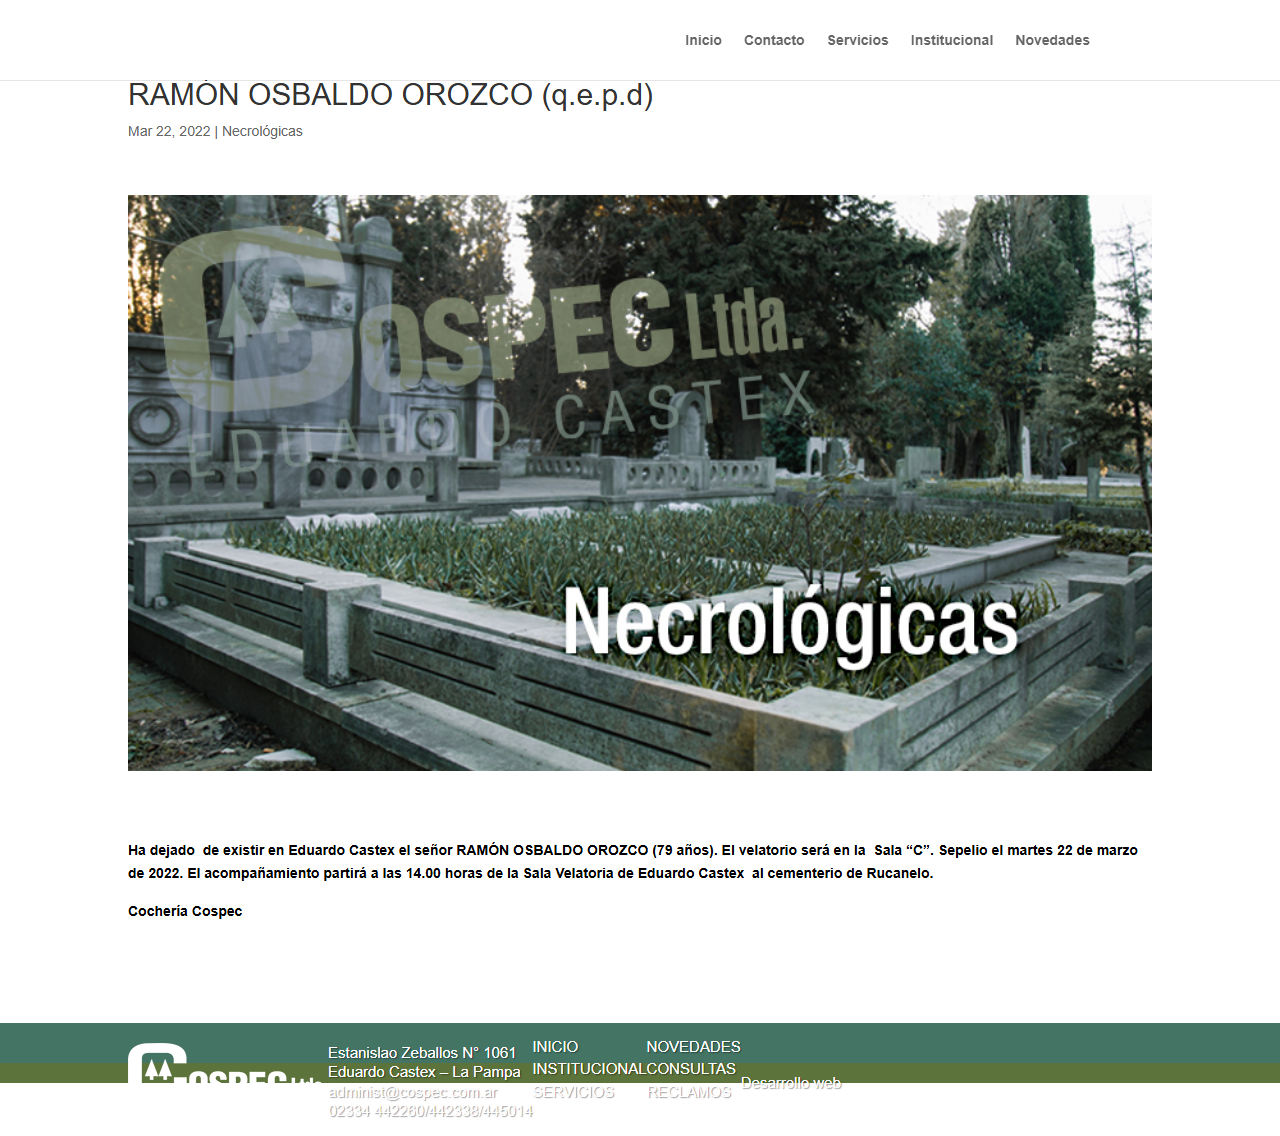 Inicio Contacto Servicios Institucional Novedades
RAMÓN OSBALDO OROZCO (q.e.p.d)
Mar 22, 2022 | Necrológicas
COSPEC Ltda.
EDUARDO CASTEX
Necrológicas
Ha dejado  de existir en Eduardo Castex el señor RAMÓN OSBALDO OROZCO (79 años). El velatorio será en la  Sala “C”. Sepelio el martes 22 de marzo
de 2022. El acompañamiento partirá a las 14.00 horas de la Sala Velatoria de Eduardo Castex  al cementerio de Rucanelo.
Cochería Cospec
COSPEC Ltda
Estanislao Zeballos N° 1061
Eduardo Castex – La Pampa
administ@cospec.com.ar
02334 442260/442338/445014
INICIO
INSTITUCIONAL
SERVICIOS
NOVEDADES
CONSULTAS
RECLAMOS
Desarrollo web